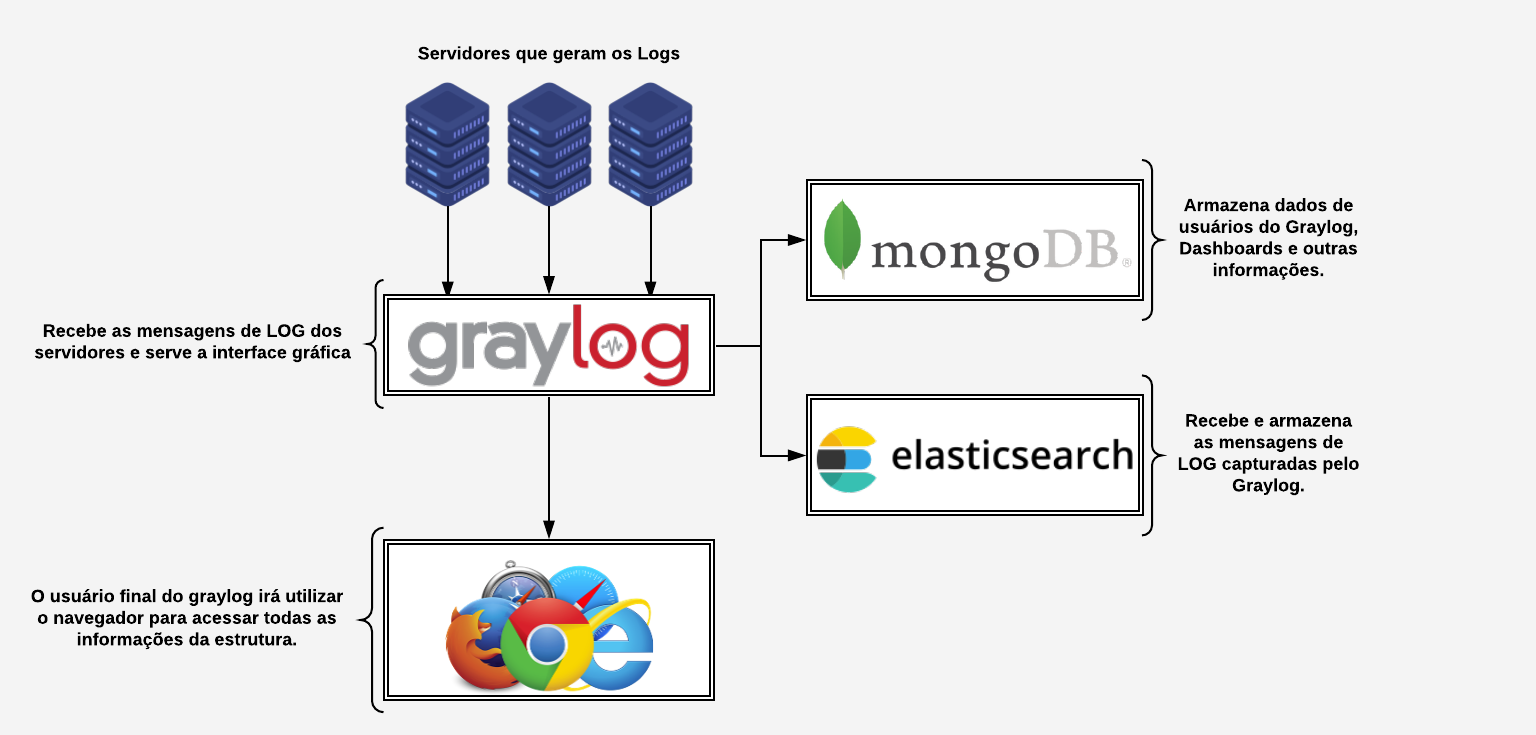 Servidores que geram os Logs
mongoDB®
Armazena dados de
usuários do Graylog,
Dashboards e outras
informações.
Recebe as mensagens de LOG dos
servidores e serve a interface gráfica
graylog
elasticsearch
Recebe e armazena
as mensagens de
LOG capturadas pelo
Graylog.
O usuário final do graylog irá utilizar
o navegador para acessar todas as
informações da estrutura.